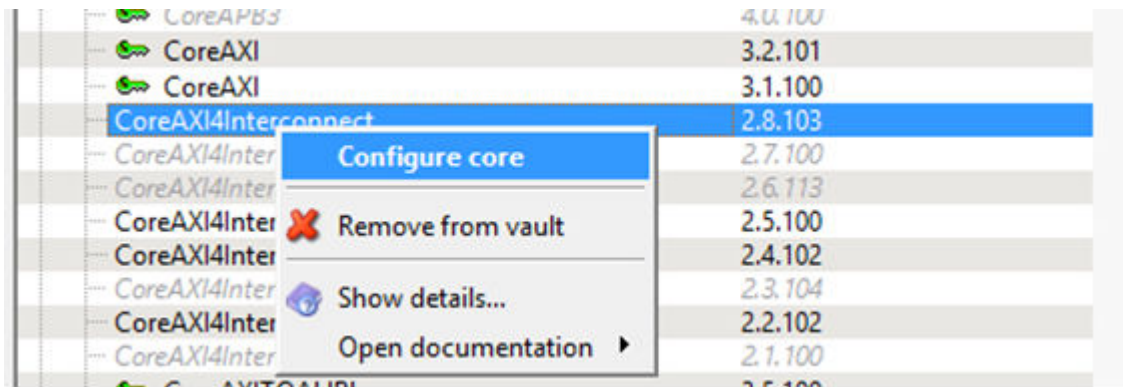 CoreAPB3 4.0.100
CoreAXI 3.2.101
CoreAXI 3.1.100
CoreAXI4Interconnect 2.8.103
CoreAXI4Inter Configure core 2.7.100
CoreAXI4Inter 2.6.113
CoreAXI4Inter Remove from vault 2.5.100
CoreAXI4Inter 2.4.102
CoreAXI4Inter Show details... 2.3.104
CoreAXI4Inter 2.2.102
CoreAXI4Inter Open documentation 2.1.100